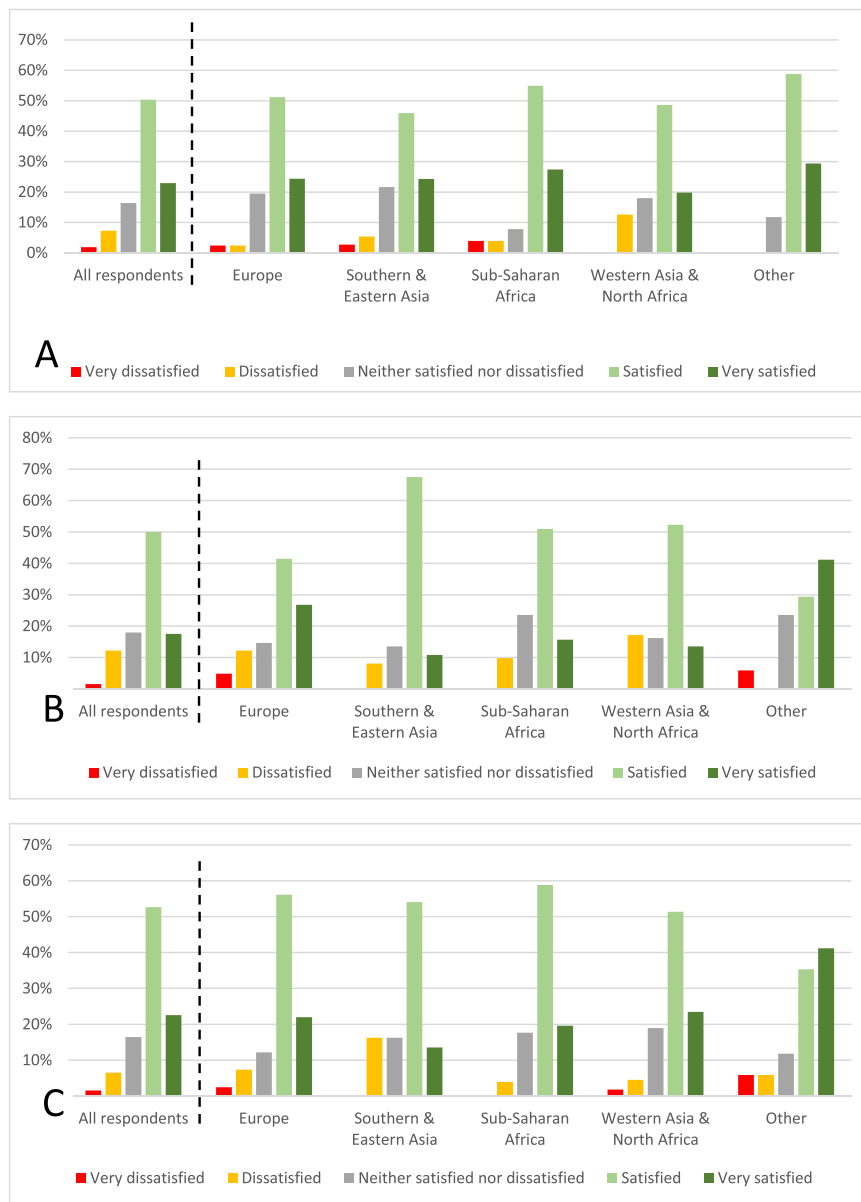 70%
60%
50%
40%
30%
20%
10%
0%
All respondents Europe Southern & Sub-Saharan Western Asia & Other
Eastern Asia Africa North Africa
A
Very dissatisfied Dissatisfied Neither satisfied nor dissatisfied Satisfied Very satisfied
80%
70%
60%
50%
40%
30%
20%
10%
B
All respondents Europe Southern & Sub-Saharan Western Asia & Other
Eastern Asia Africa North Africa
Very dissatisfied Dissatisfied Neither satisfied nor dissatisfied Satisfied Very satisfied
70%
60%
50%
40%
30%
20%
10%
C
All respondents Europe Southern & Sub-Saharan Western Asia & Other
Eastern Asia Africa North Africa
Very dissatisfied Dissatisfied Neither satisfied nor dissatisfied Satisfied Very satisfied